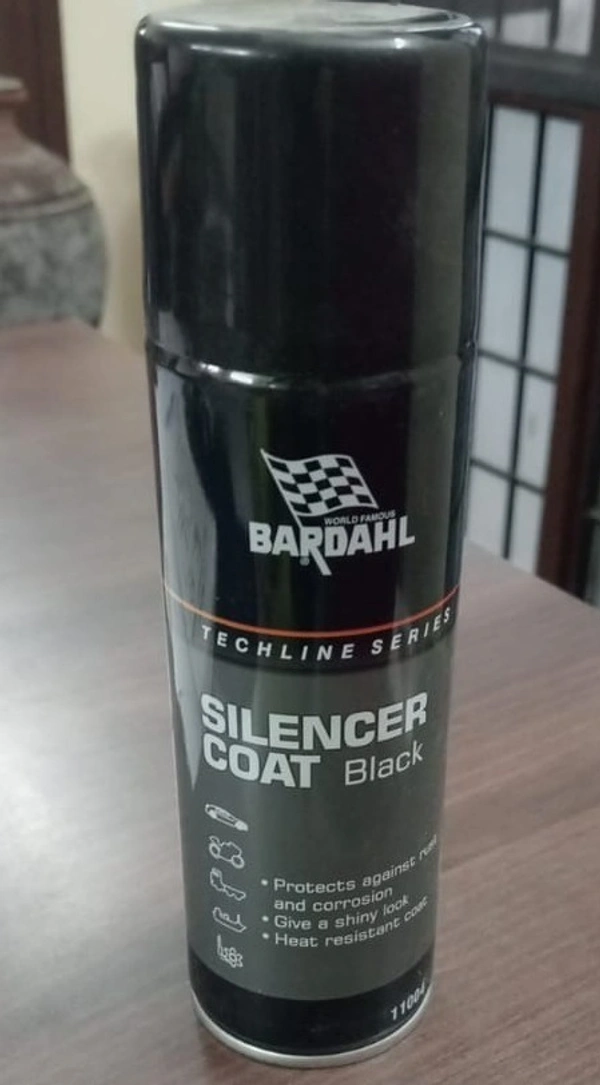 WORLD FAMOUS
BARDAHL
®
TECHLINE SERIES
SILENCER
COAT Black
• Protects against rust
and corrosion
• Give a shiny look
• Heat resistant coat
11004